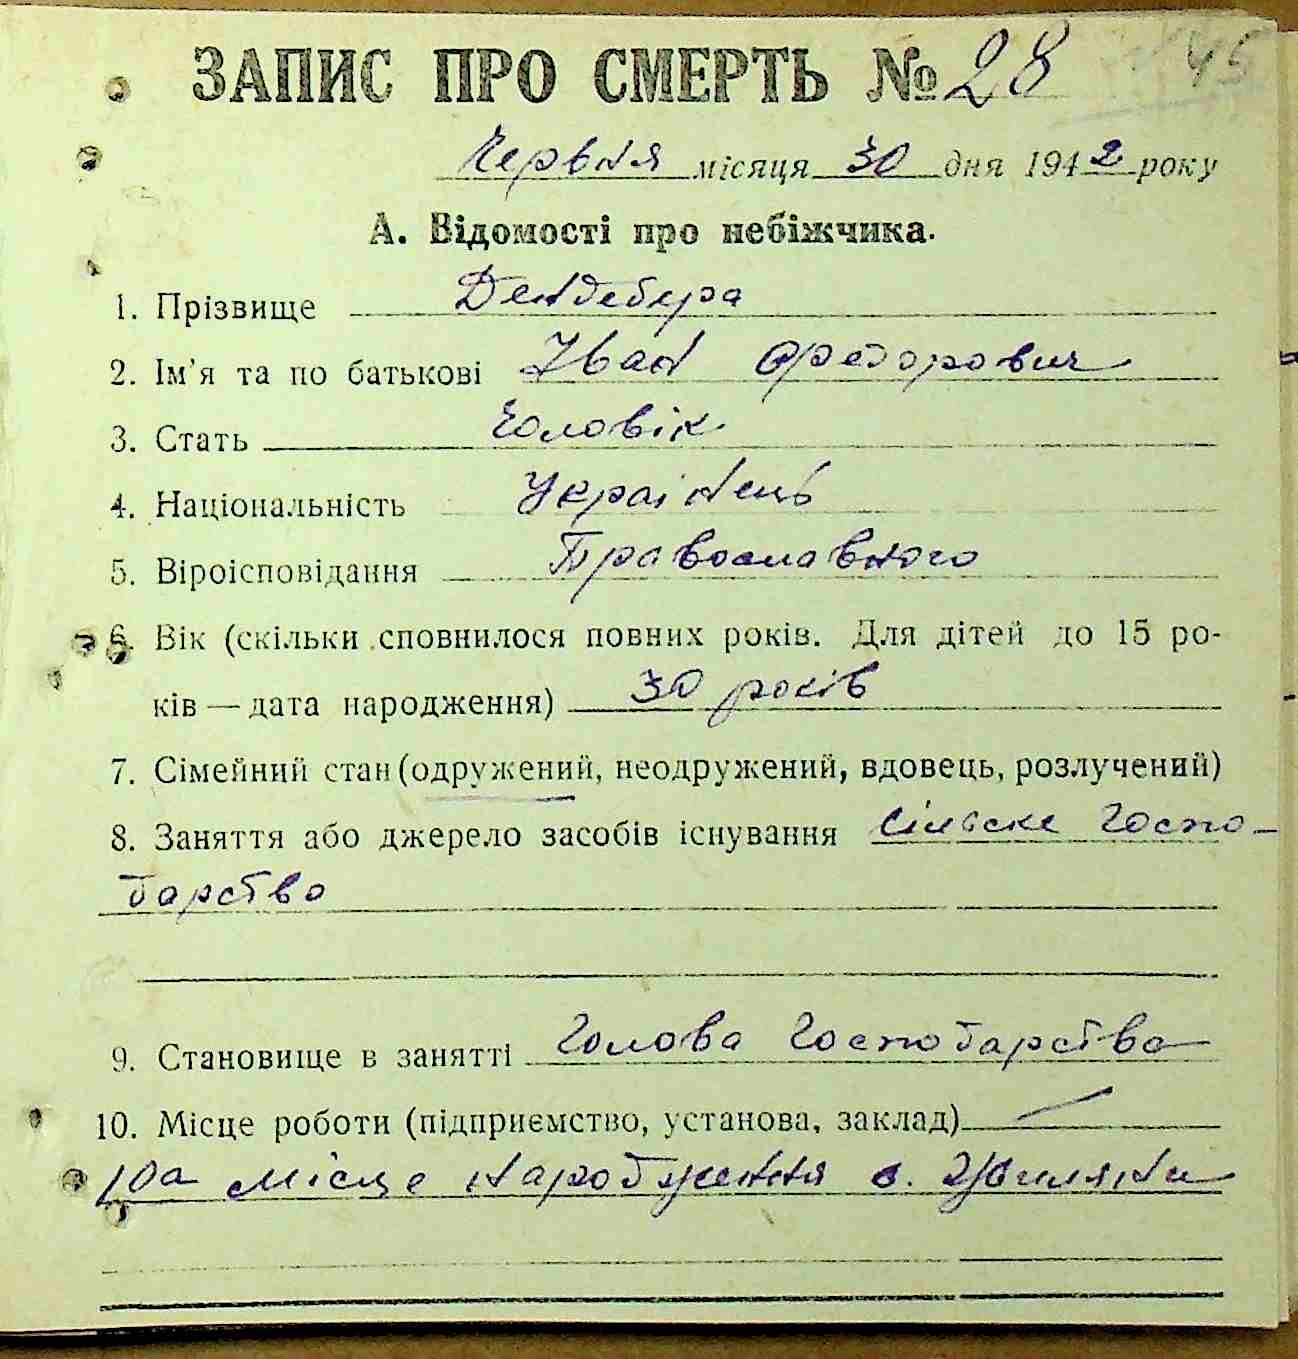 ЗАПИС ПРО СМЕРТЬ № 28 45
Червня місяця 30 дня 1942 року
А. Відомості про небіжчика.
1. Прізвище Дендебера
2. Ім'я та по батькові Іван Федорович
3. Стать Чоловік
4. Національність Українець
5. Віроісповідання Православного
6. Вік (скільки сповнилося повних років. Для дітей до 15 ро-
ків — дата народження) 30 років
7. Сімейний стан (одружений, неодружений, вдовець, розлучений)
8. Заняття або джерело засобів існування Сільске Госпо-
дарство
9. Становище в занятті Голова Господарства
10. Місце роботи (підприємство, установа, заклад) —
10а Місце народження с.